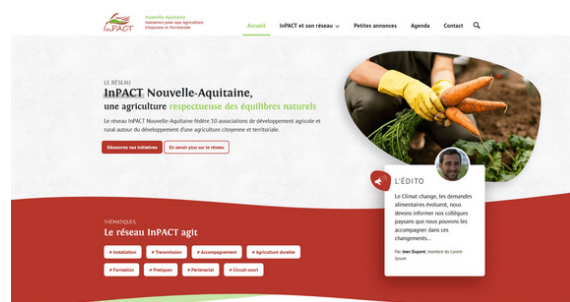 InPACT
Nouvelle-Aquitaine
Initiatives pour une Agriculture
Citoyenne et Territoriale
Accueil
InPACT et son réseau
Petites annonces
Agenda
Contact
LE RÉSEAU
InPACT Nouvelle-Aquitaine,
une agriculture respectueuse des équilibres naturels
Le réseau InPACT Nouvelle-Aquitaine fédère 10 associations de développement agricole et
rural autour du développement d'une agriculture citoyenne et territoriale.
Découvrez nos initiatives
En savoir plus sur le réseau
L'ÉDITO
Le Climat change, les demandes
alimentaires évoluent, nous
devons informer nos collègues
paysans que nous pouvons les
accompagner dans ces
changements...
Par Jean Dupont, membre du Lorem
Ipsum
THÉMATIQUES
Le réseau InPACT agit
# Installation
# Transmission
# Accompagnement
# Agriculture durable
# Formation
# Pratiques
# Partenariat
# Circuit-court